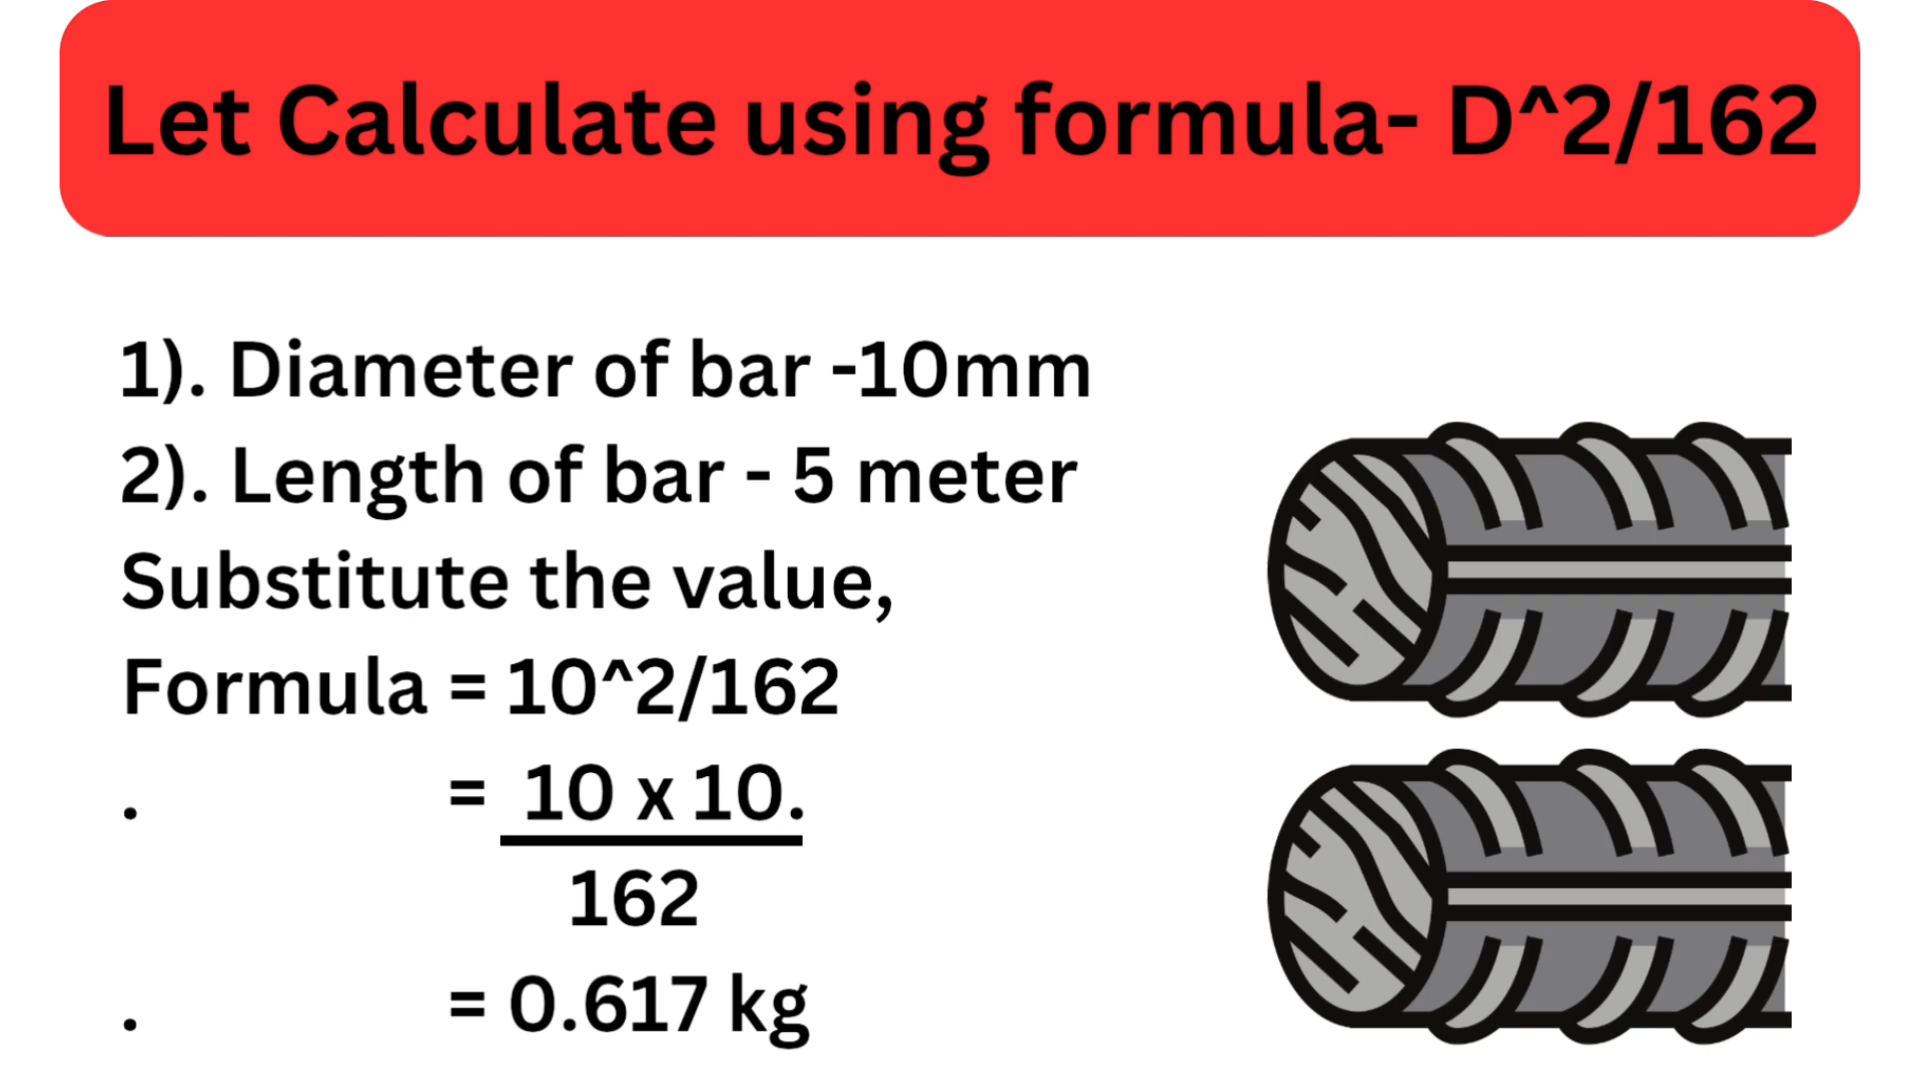 Let Calculate using formula- D^2/162
1). Diameter of bar -10mm
2). Length of bar - 5 meter
Substitute the value,
Formula = 10^2/162
. = 10 x 10.
162
. = 0.617 kg